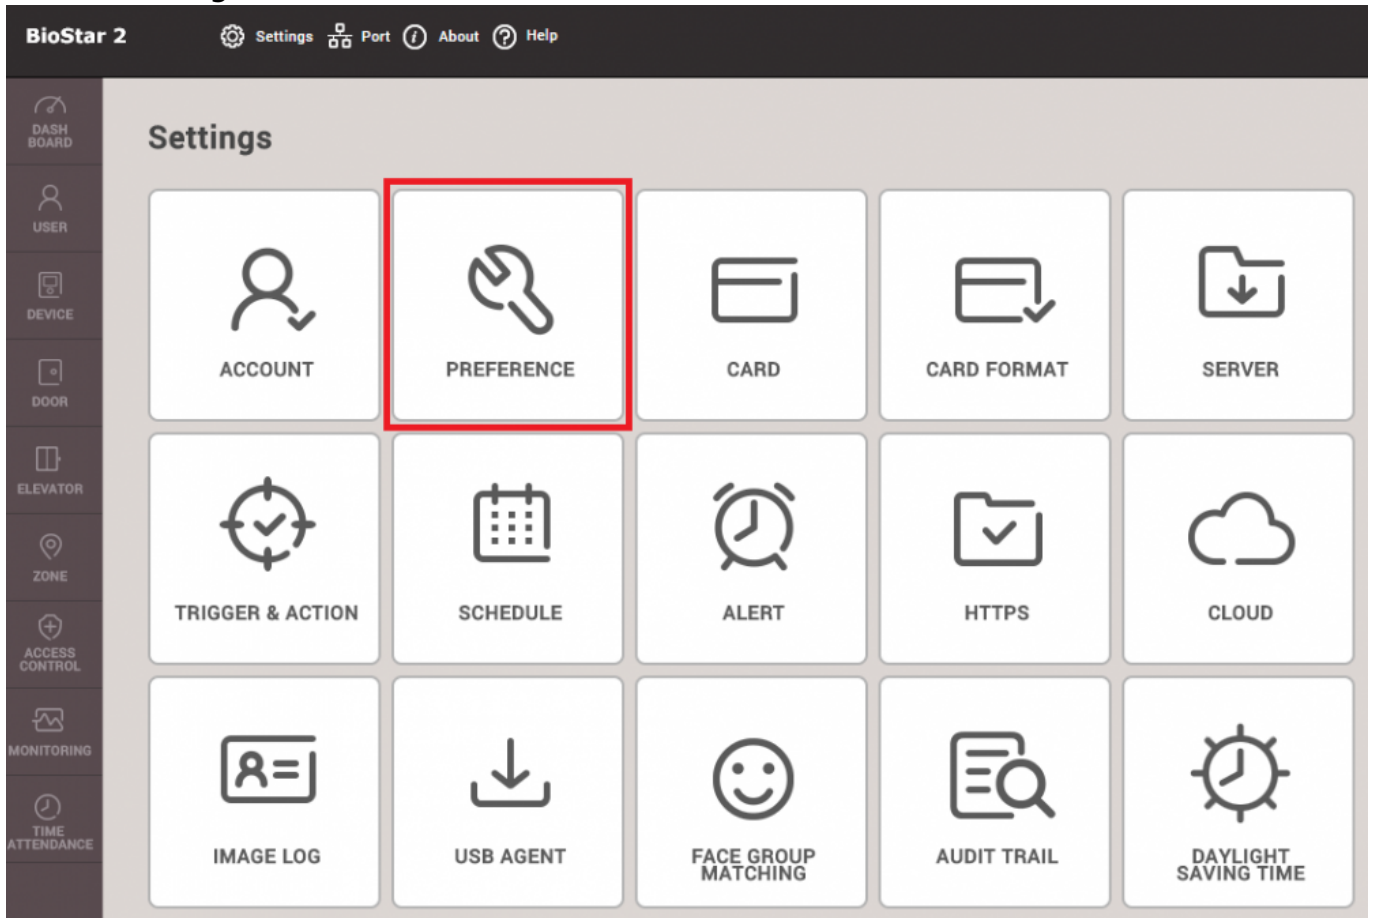 BioStar 2
Settings Port About Help
DASH
BOARD
USER
DEVICE
DOOR
ELEVATOR
ZONE
ACCESS
CONTROL
MONITORING
TIME
ATTENDANCE
Settings
ACCOUNT
PREFERENCE
CARD
CARD FORMAT
SERVER
TRIGGER & ACTION
SCHEDULE
ALERT
HTTPS
CLOUD
IMAGE LOG
USB AGENT
FACE GROUP
MATCHING
AUDIT TRAIL
DAYLIGHT
SAVING TIME